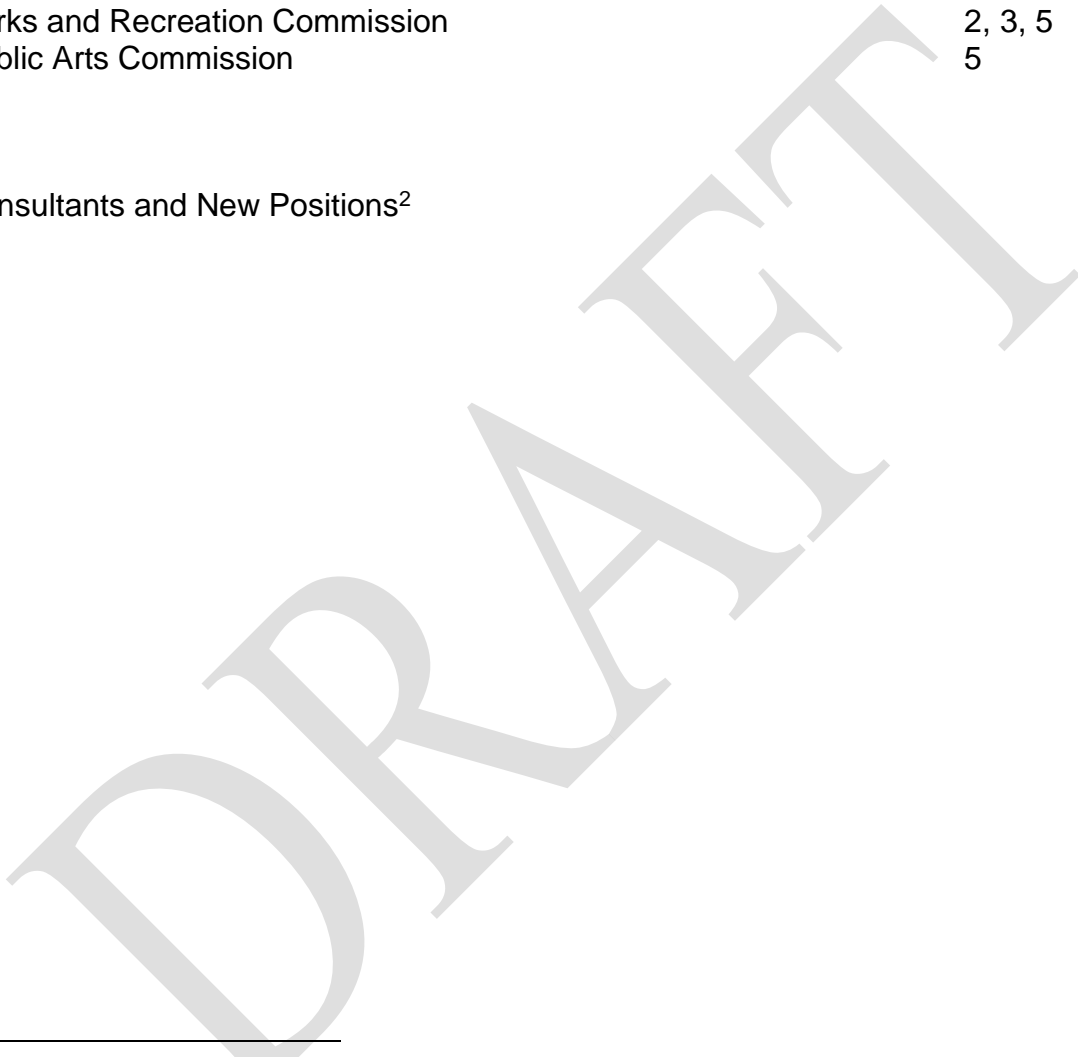 rks and Recreation Commission 2, 3, 5
blic Arts Commission 5
nsultants and New Positions²
DRAFT